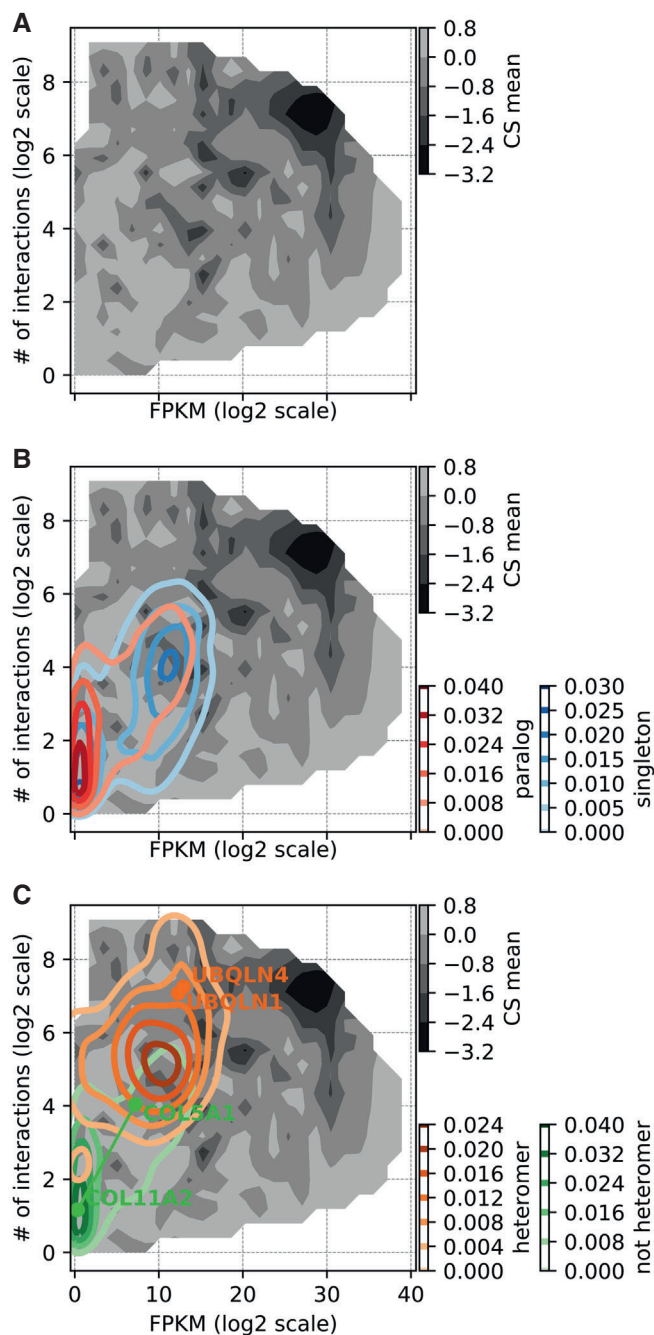 A
# of interactions (log2 scale)
8
6
4
2
0
FPKM (log2 scale)
0.8
0.0
−0.8
−1.6
−2.4
−3.2
CS mean
B
# of interactions (log2 scale)
8
6
4
2
0
FPKM (log2 scale)
0.8
0.0
−0.8
−1.6
−2.4
−3.2
CS mean
0.040
0.032
0.024
0.016
0.008
0.000
paralog
0.030
0.025
0.020
0.015
0.010
0.005
0.000
singleton
C
# of interactions (log2 scale)
8
6
4
2
0
UBQLN4
UBQLN1
COL5A1
COL11A2
0 10 20 30 40
FPKM (log2 scale)
0.8
0.0
−0.8
−1.6
−2.4
−3.2
CS mean
0.024
0.020
0.016
0.012
0.008
0.004
0.000
heteromer
0.040
0.032
0.024
0.016
0.008
0.000
not heteromer